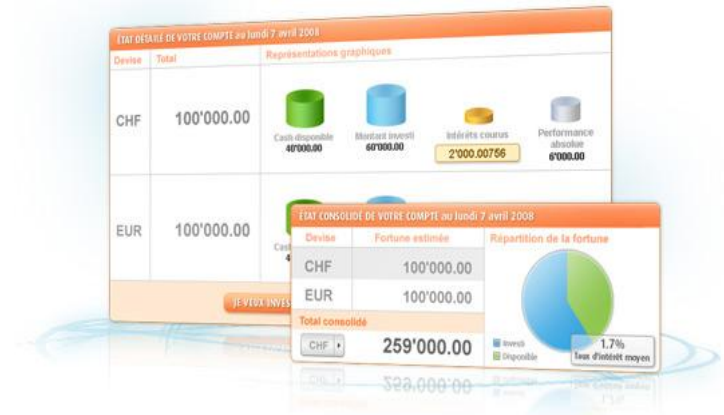 ÉTAT DÉTAILÉ DE VOTRE COMPTE au lundi 7 avril 2008
Devise Total Représentations graphiques
CHF 100'000.00
Cash disponible Montant investi Intérêts courus Performance absolue
40'000.00 60'000.00 2'000.00756 6'000.00
EUR 100'000.00
JE VEUX INVES
ÉTAT CONSOLIDÉ DE VOTRE COMPTE au lundi 7 avril 2008
Devise Fortune estimée Répartition de la fortune
CHF 100'000.00
EUR 100'000.00
Total consolidé
CHF 259'000.00
Investi
Disponible
1.7%
Taux d'intérêt moyen